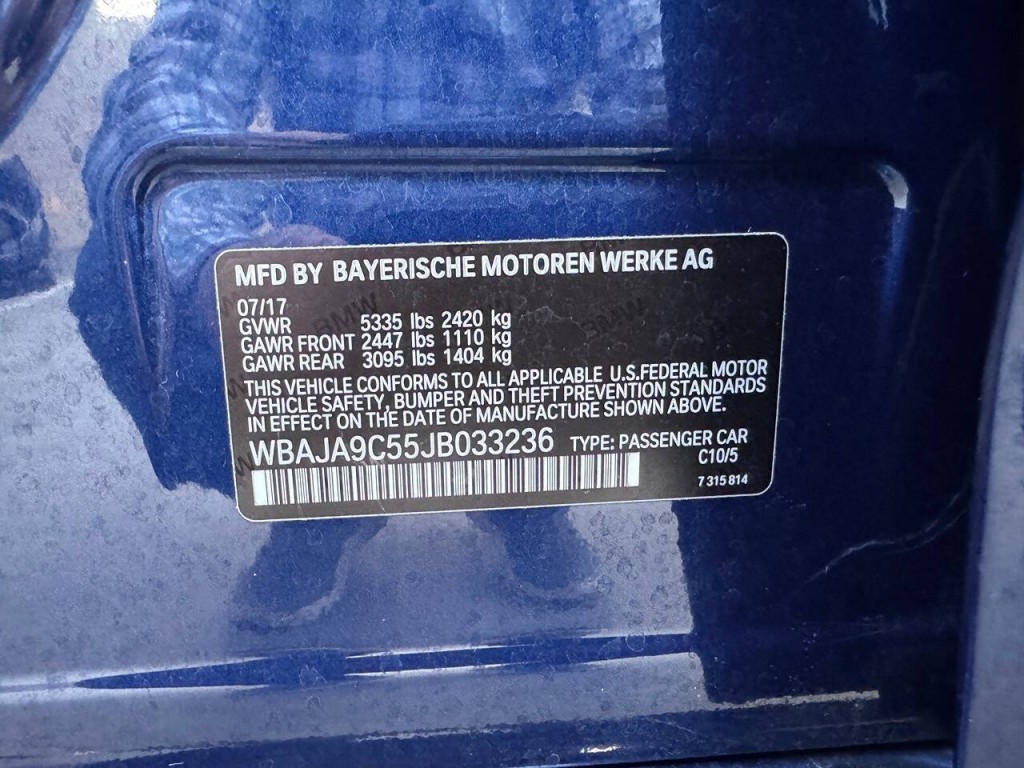 MFD BY BAYERISCHE MOTOREN WERKE AG
07/17
GVWR 5335 lbs 2420 kg
GAWR FRONT 2447 lbs 1110 kg
GAWR REAR 3095 lbs 1404 kg
THIS VEHICLE CONFORMS TO ALL APPLICABLE U.S.FEDERAL MOTOR
VEHICLE SAFETY, BUMPER AND THEFT PREVENTION STANDARDS
IN EFFECT ON THE DATE OF MANUFACTURE SHOWN ABOVE.
WBAJA9C55JB033236 TYPE: PASSENGER CAR
C10/5
7 315 814